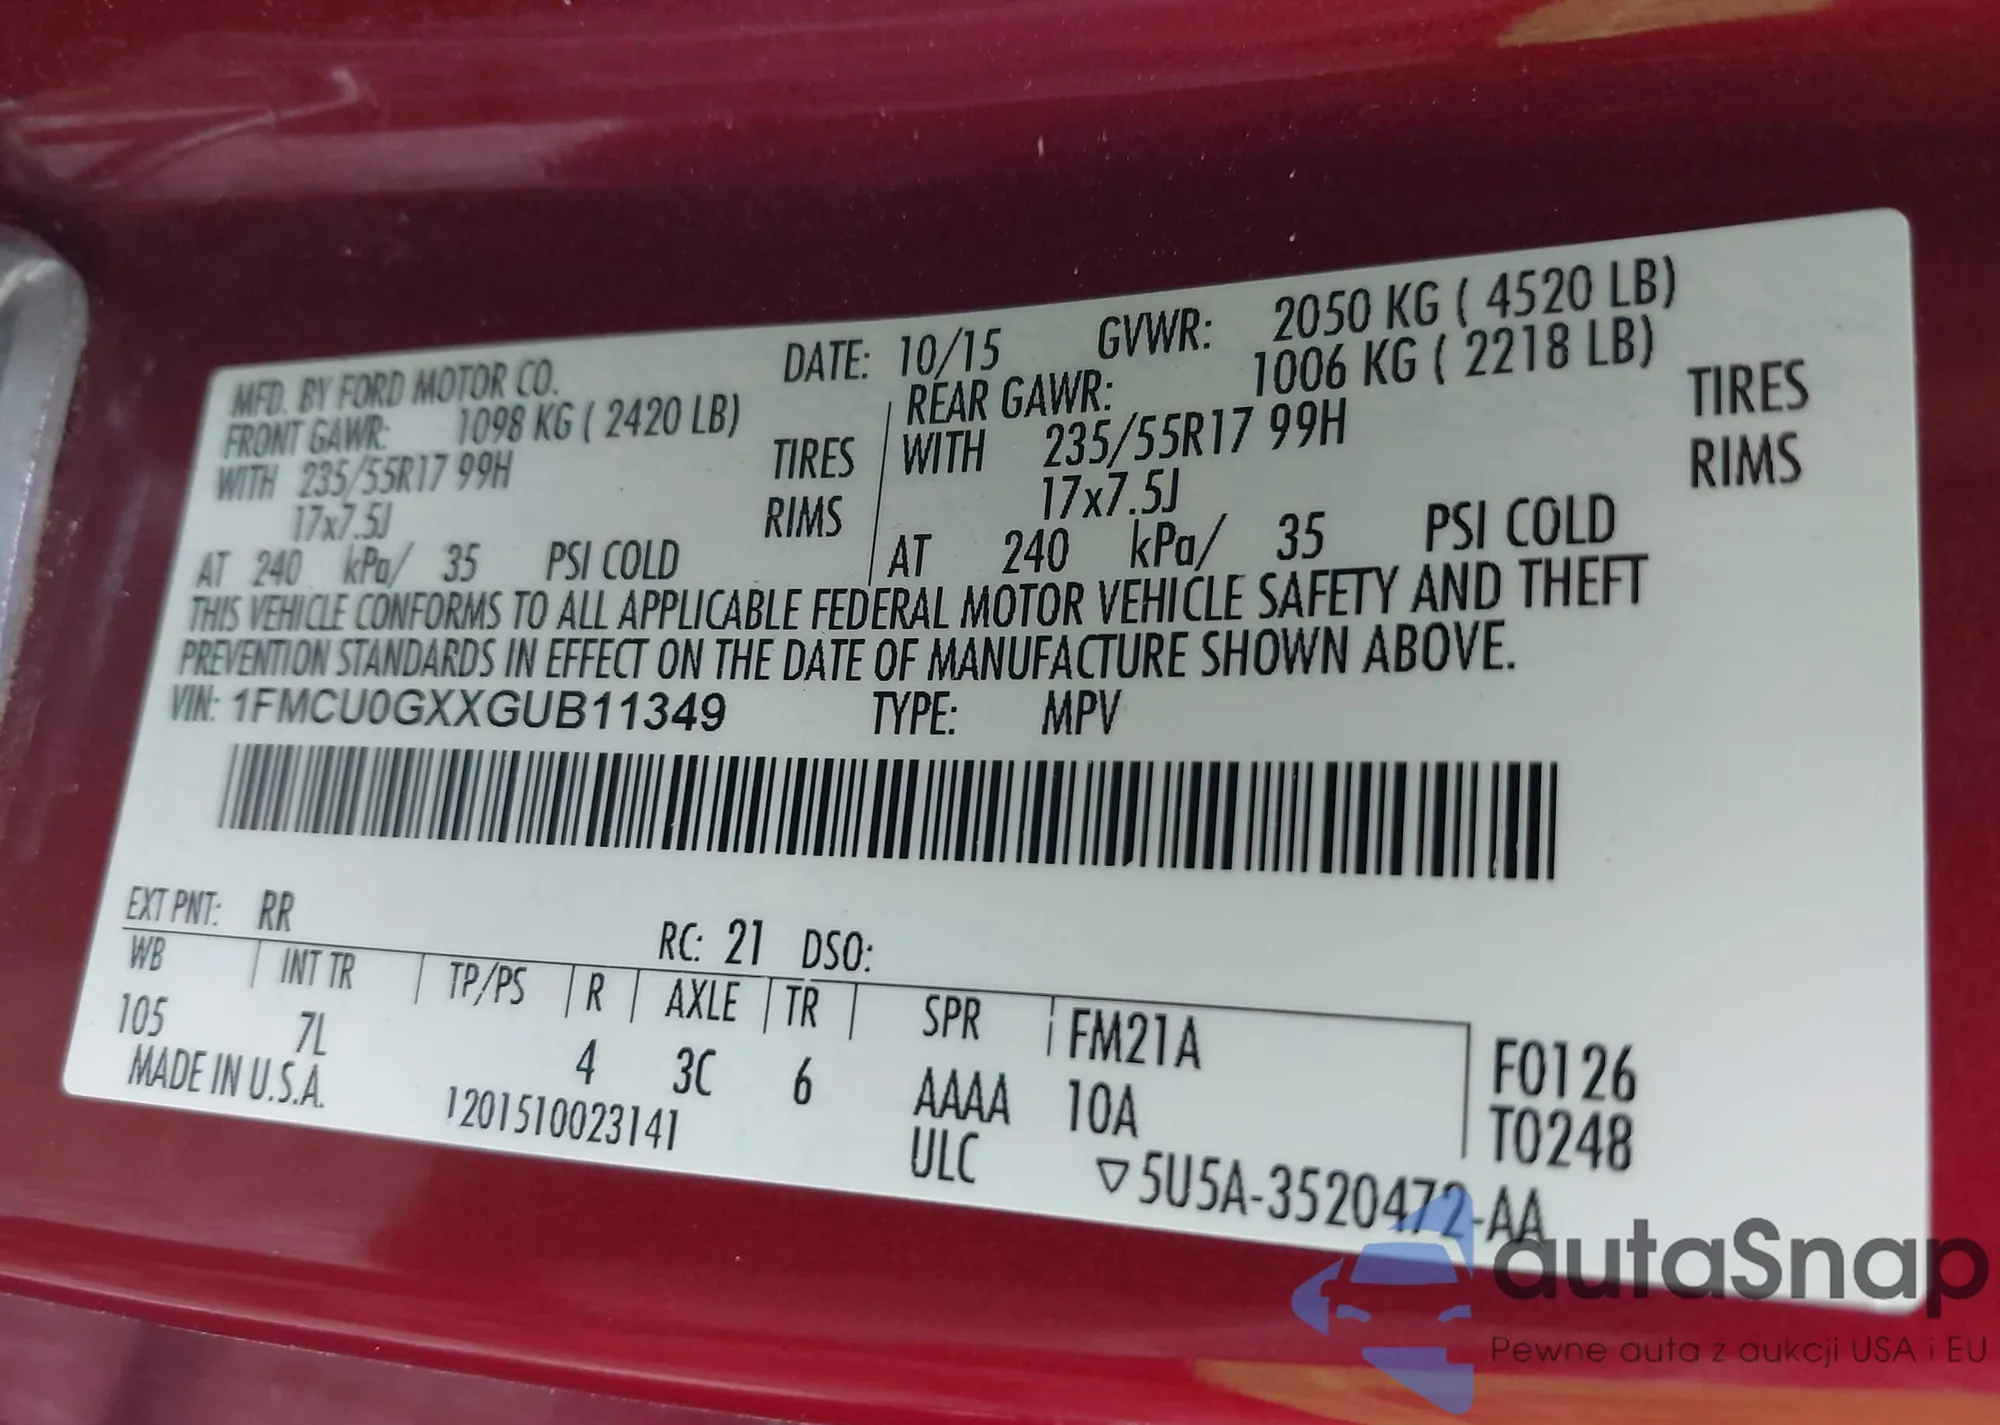 MFD. BY FORD MOTOR CO. DATE: 10/15 GVWR: 2050 KG ( 4520 LB)
FRONT GAWR: 1098 KG ( 2420 LB) REAR GAWR: 1006 KG ( 2218 LB)
WITH 235/55R17 99H TIRES WITH 235/55R17 99H TIRES
17x7.5J RIMS 17x7.5J RIMS
AT 240 kPa/ 35 PSI COLD AT 240 kPa/ 35 PSI COLD
THIS VEHICLE CONFORMS TO ALL APPLICABLE FEDERAL MOTOR VEHICLE SAFETY AND THEFT
PREVENTION STANDARDS IN EFFECT ON THE DATE OF MANUFACTURE SHOWN ABOVE.
VIN: 1FMCU0GXXGUB11349 TYPE: MPV
EXT PNT: RR RC: 21 DSO:
WB INT TR TP/PS R AXLE TR SPR FM21A F0126
105 7L 4 3C 6 AAAA 10A T0248
MADE IN U.S.A. 1201510023141 ULC ▽5U5A-3520472-AA
autaSnap
Pewne auta z aukcji USA i EU